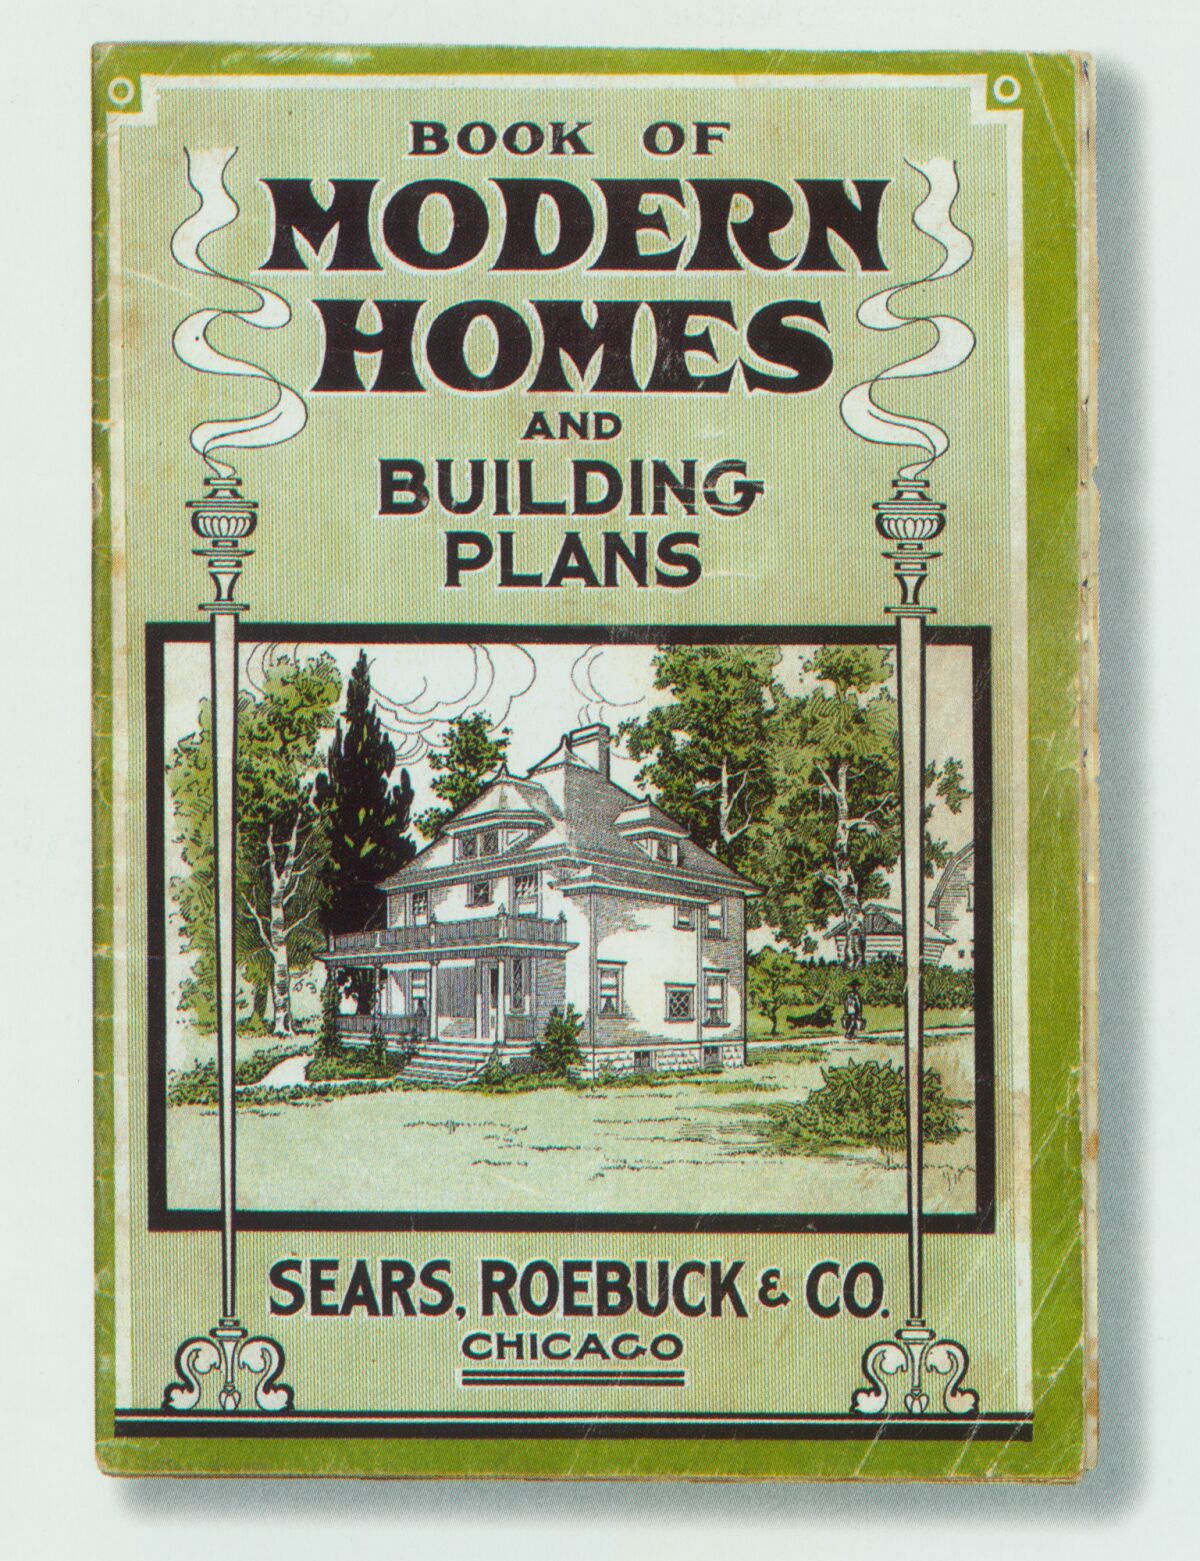 BOOK OF
MODERN
HOMES
AND
BUILDING
PLANS
SEARS, ROEBUCK & CO.
CHICAGO